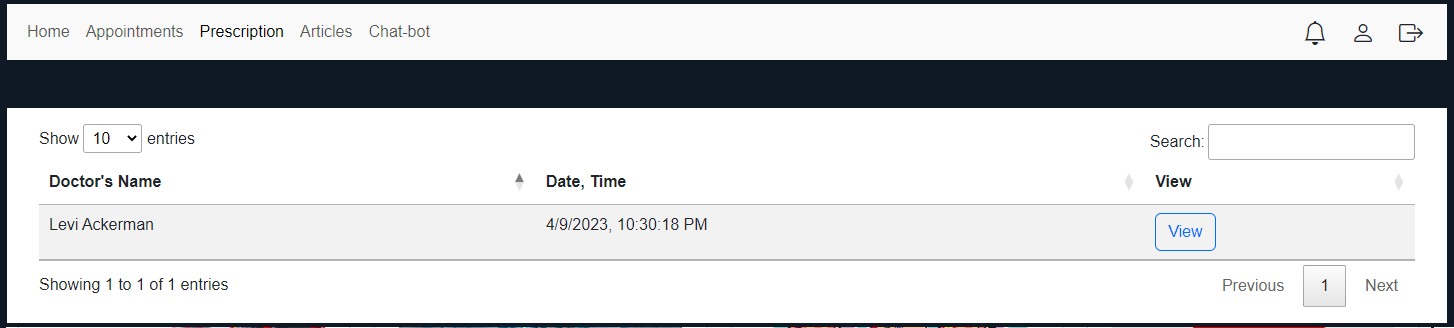 Home Appointments Prescription Articles Chat-bot
Show 10 entries Search:
Doctor's Name Date, Time View
Levi Ackerman 4/9/2023, 10:30:18 PM View
Showing 1 to 1 of 1 entries Previous 1 Next